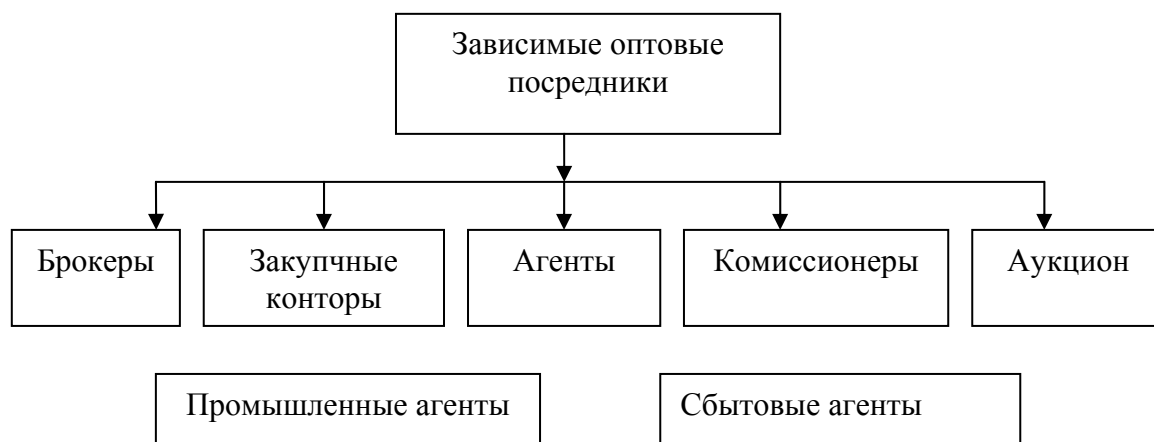 Зависимые оптовые
посредники
Брокеры
Закупчные
конторы
Агенты
Комиссионеры
Аукцион
Промышленные агенты
Сбытовые агенты